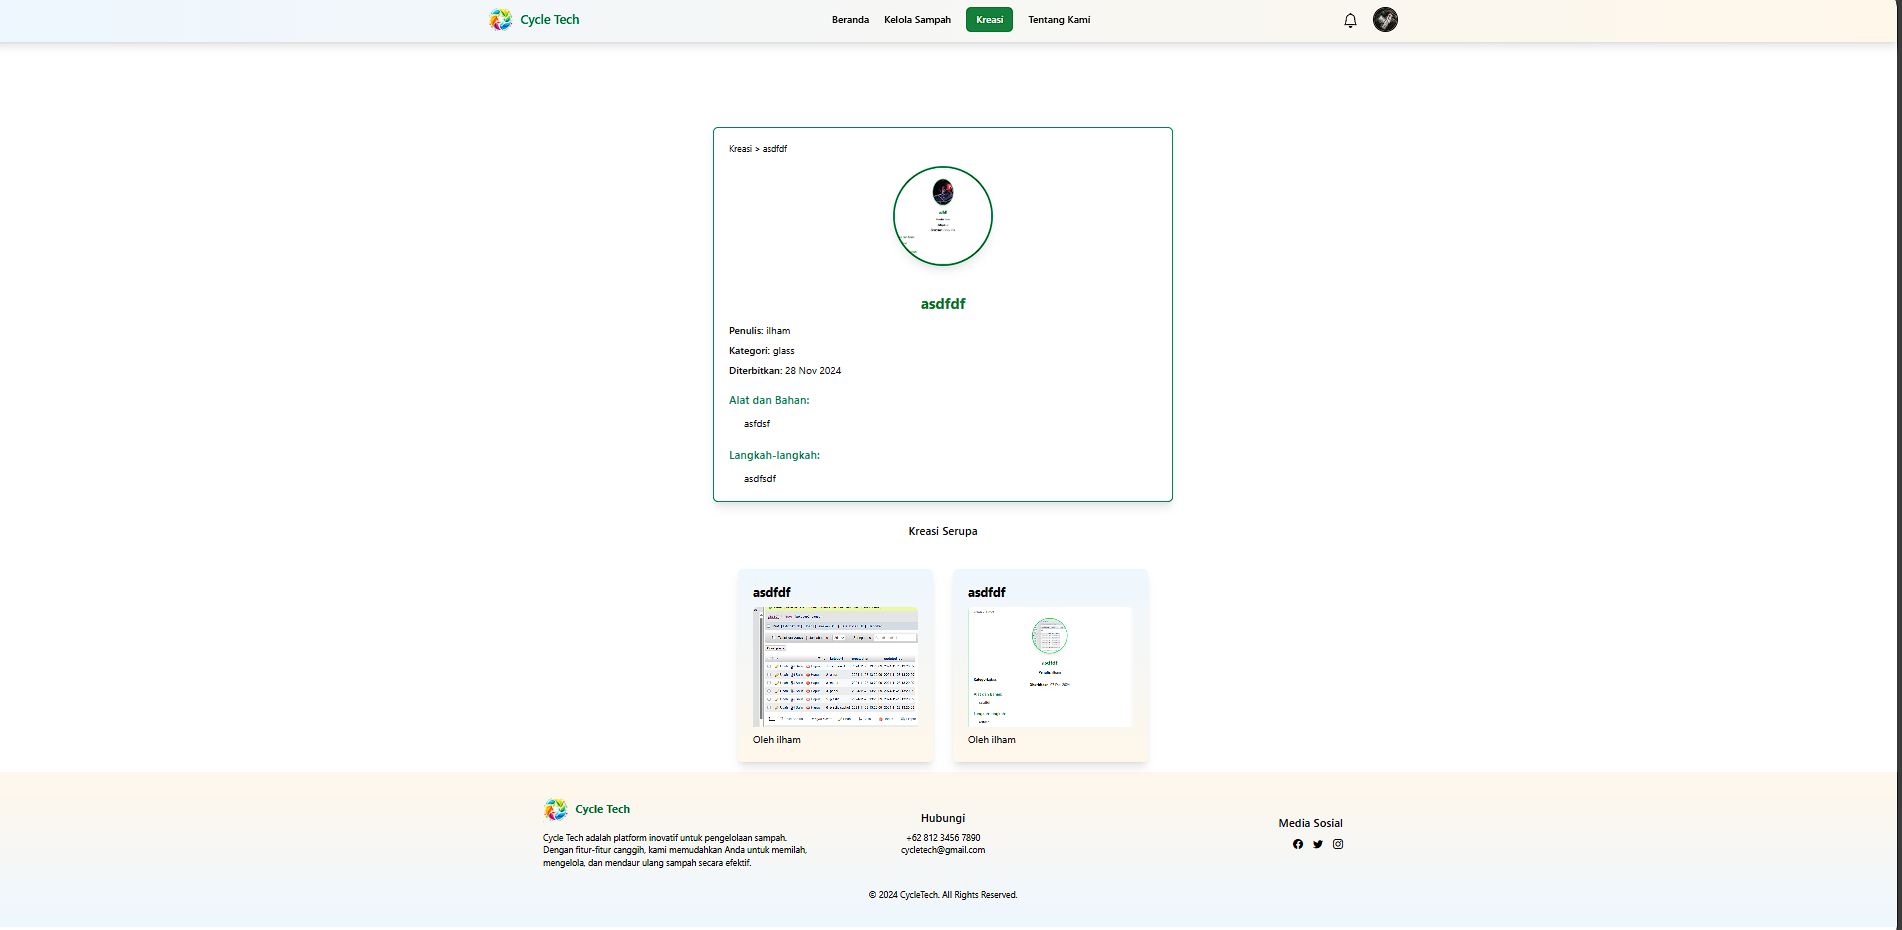 Cycle Tech
Beranda Kelola Sampah Kreasi Tentang Kami
Kreasi > asdfdf
asdfdf
Penulis: ilham
Kategori: glass
Diterbitkan: 28 Nov 2024
Alat dan Bahan:
asfdsf
Langkah-langkah:
asdfsdf
Kreasi Serupa
asdfdf
Oleh ilham
asdfdf
asdfdf
Oleh ilham
Cycle Tech
Cycle Tech adalah platform inovatif untuk pengelolaan sampah.
Dengan fitur-fitur canggih, kami memudahkan Anda untuk memilah,
mengelola, dan mendaur ulang sampah secara efektif.
Hubungi
+62 812 3456 7890
cycletech@gmail.com
Media Sosial
© 2024 CycleTech. All Rights Reserved.